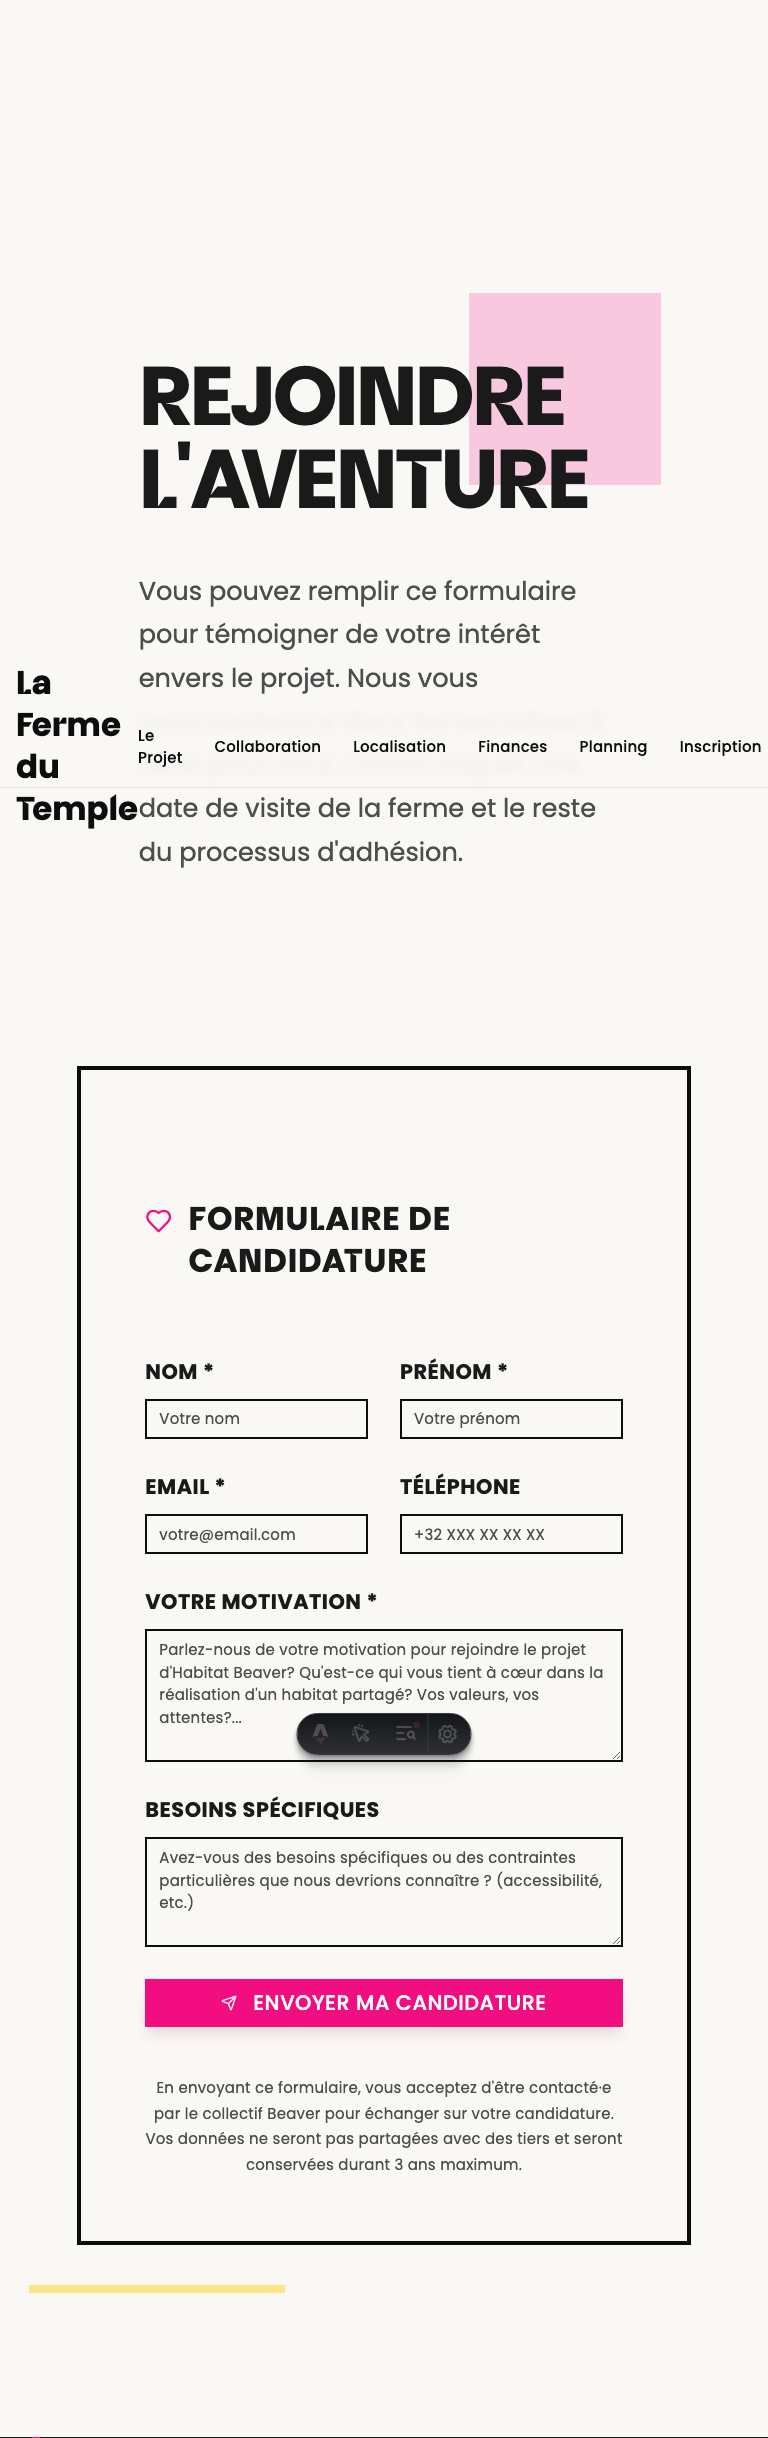 REJOINDRE
L'AVENTURE
Vous pouvez remplir ce formulaire
pour témoigner de votre intérêt
envers le projet. Nous vous
La
Ferme
du
Temple
Le
Projet
Collaboration
Localisation
Finances
Planning
Inscription
date de visite de la ferme et le reste
du processus d'adhésion.
FORMULAIRE DE
CANDIDATURE
NOM *
PRÉNOM *
Votre nom
Votre prénom
EMAIL *
TÉLÉPHONE
votre@email.com
+32 XXX XX XX XX
VOTRE MOTIVATION *
Parlez-nous de votre motivation pour rejoindre le projet
d'Habitat Beaver? Qu'est-ce qui vous tient à cœur dans la
réalisation d'un habitat partagé? Vos valeurs, vos
attentes?...
BESOINS SPÉCIFIQUES
Avez-vous des besoins spécifiques ou des contraintes
particulières que nous devrions connaître ? (accessibilité,
etc.)
ENVOYER MA CANDIDATURE
En envoyant ce formulaire, vous acceptez d'être contacté·e
par le collectif Beaver pour échanger sur votre candidature.
Vos données ne seront pas partagées avec des tiers et seront
conservées durant 3 ans maximum.